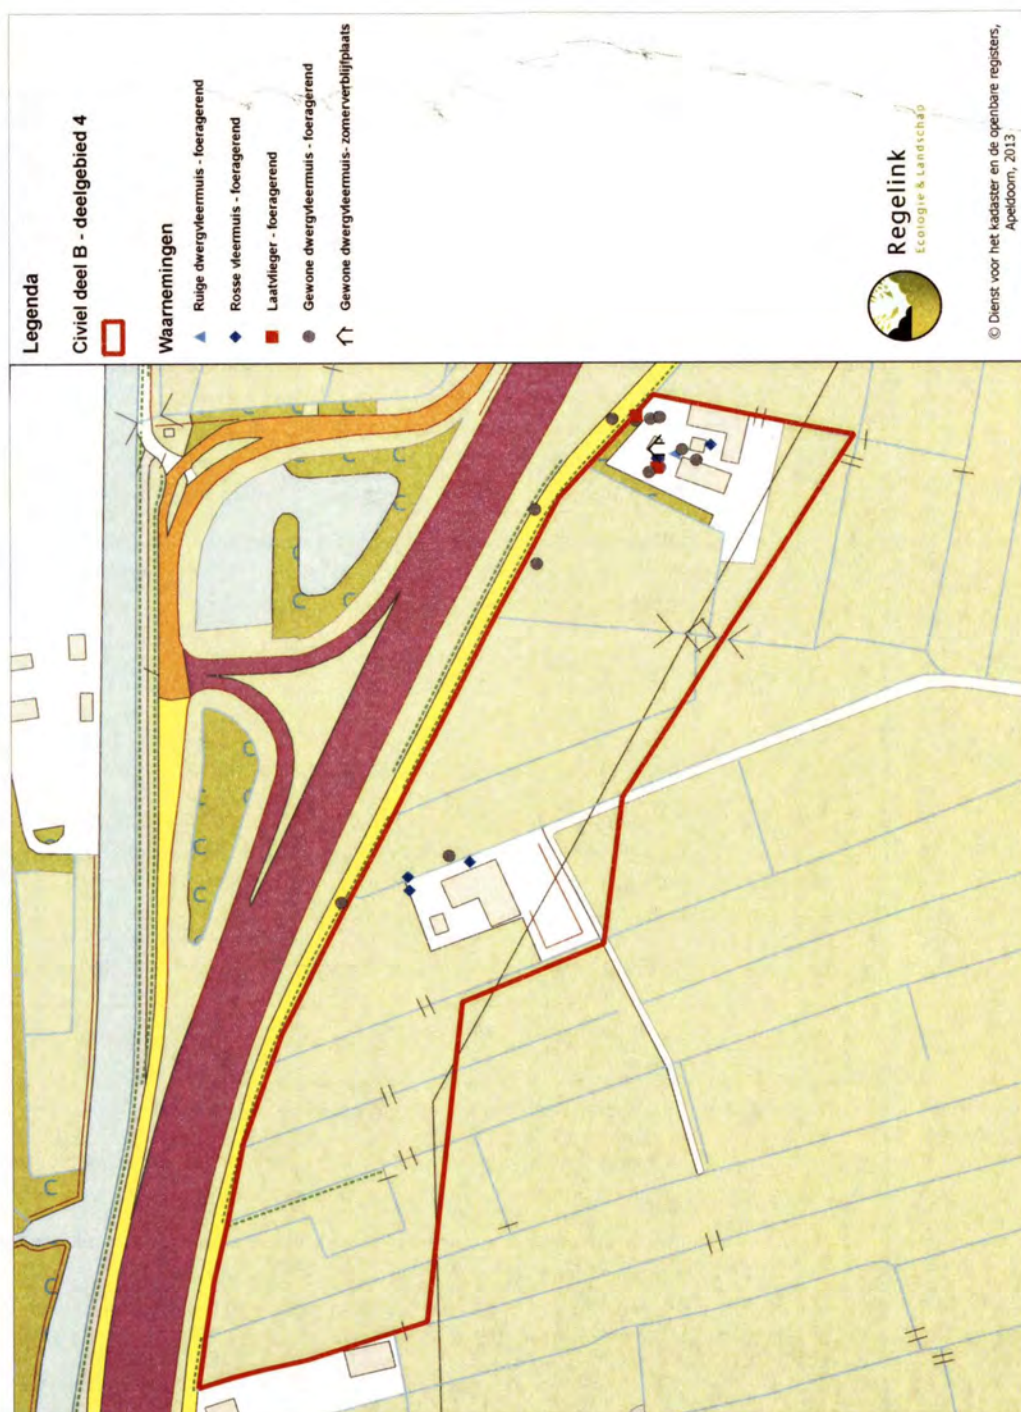 Legenda
Civiel deel B - deelgebied 4
Waarnemingen
Ruige dwergvleermuis - foeragerend
Rosse vleermuis - foeragerend
Laatvlieger - foeragerend
Gewone dwergvleermuis - foeragerend
Gewone dwergvleermuis- zomerverblijfplaats
Regelink
Ecologie & Landschap
© Dienst voor het kadaster en de openbare registers,
Apeldoorn, 2013